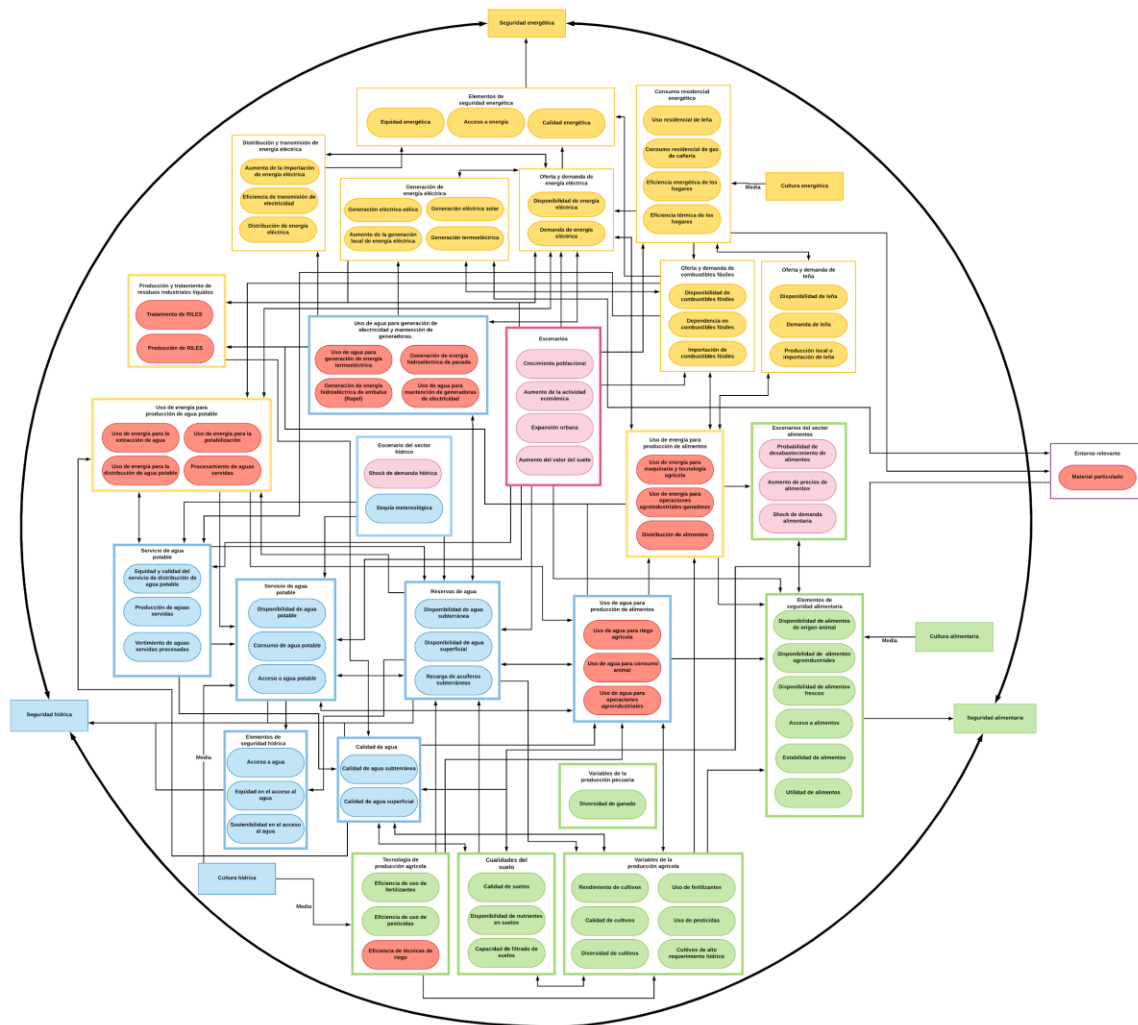 Seguridad energética
Elementos de
seguridad energética
Equidad energética
Acceso a energía
Calidad energética
Consumo residencial
energético
Uso residencial de leña
Consumo residencial de gas de
cañería
Eficiencia energética de los
hogares
Eficiencia térmica de los
hogares
Media
Cultura energética
Distribución y transmisión de
energía eléctrica
Aumento de la importación
de energía eléctrica
Eficiencia de transmisión de
electricidad
Distribución de energía
eléctrica
Generación de
energía eléctrica
Generación eléctrica eólica
Generación eléctrica solar
Aumento de la generación
local de energía eléctrica
Generación termoeléctrica
Oferta y demanda de
energía eléctrica
Disponibilidad de energía
eléctrica
Demanda de energía
eléctrica
Oferta y demanda de
combustibles fósiles
Disponibilidad de
combustibles fósiles
Dependencia en
combustibles fósiles
Importación de
combustibles fósiles
Oferta y demanda de
leña
Disponibilidad de leña
Demanda de leña
Producción local o
importación de leña
Producción y tratamiento de
residuos industriales líquidos
Tratamiento de RILES
Producción de RILES
Uso de agua para generación de
electricidad y mantención de
generadoras.
Uso de agua para
generación de energía
termoeléctrica
Generación de energía
hidroeléctrica de pasada
Generación de energía
hidroeléctrica de embalse
(Rapel)
Uso de agua para
mantención de generadoras
de electricidad
Escenarios
Crecimiento poblacional
Aumento de la actividad
económica
Expansión urbana
Aumento del valor del suelo
Uso de energía para
producción de agua potable
Uso de energía para la
extracción de agua
Uso de energía para la
potabilización
Uso de energía para la
distribución de agua potable
Procesamiento de aguas
servidas
Escenario del sector
hídrico
Shock de demanda hídrica
Sequía metereológica
Uso de energía para
producción de alimentos
Uso de energía para
maquinaria y tecnología
agrícola
Uso de energía para
operaciones
agroindustriales-ganaderas
Distribución de alimentos
Escenarios del sector
alimentos
Probabilidad de
desabastecimiento de
alimentos
Aumento de precios de
alimentos
Shock de demanda
alimentaria
Entorno relevante
Material particulado
Servicio de agua
potable
Equidad y calidad del
servicio de distribución de
agua potable
Producción de aguas
servidas
Vertimiento de aguas
servidas procesadas
Servicio de agua
potable
Disponibilidad de agua
potable
Consumo de agua potable
Acceso a agua potable
Reservas de agua
Disponibilidad de agua
subterránea
Disponibilidad de agua
superficial
Recarga de acuíferos
subterráneos
Uso de agua para
producción de alimentos
Uso de agua para riego
agrícola
Uso de agua para consumo
animal
Uso de agua para
operaciones
agroindustriales
Elementos de
seguridad alimentaria
Disponibilidad de alimentos
de origen animal
Disponibilidad de alimentos
agroindustriales
Disponibilidad de alimentos
frescos
Acceso a alimentos
Estabilidad de alimentos
Utilidad de alimentos
Media
Cultura alimentaria
Seguridad hídrica
Seguridad alimentaria
Media
Elementos de
seguridad hídrica
Acceso a agua
Equidad en el acceso al
agua
Sostenibilidad en el acceso
al agua
Calidad de agua
Calidad de agua subterránea
Calidad de agua superficial
Variables de la
producción pecuaria
Diversidad de ganado
Cultura hídrica
Media
Tecnología de
producción agrícola
Eficiencia de uso de
fertilizantes
Eficiencia de uso de
pesticidas
Eficiencia de técnicas de
riego
Cualidades del
suelo
Calidad de suelos
Disponibilidad de nutrientes
en suelos
Capacidad de filtrado de
suelos
Variables de la
producción agrícola
Rendimiento de cultivos
Uso de fertilizantes
Calidad de cultivos
Uso de pesticidas
Diversidad de cultivos
Cultivos de alto
requerimiento hídrico